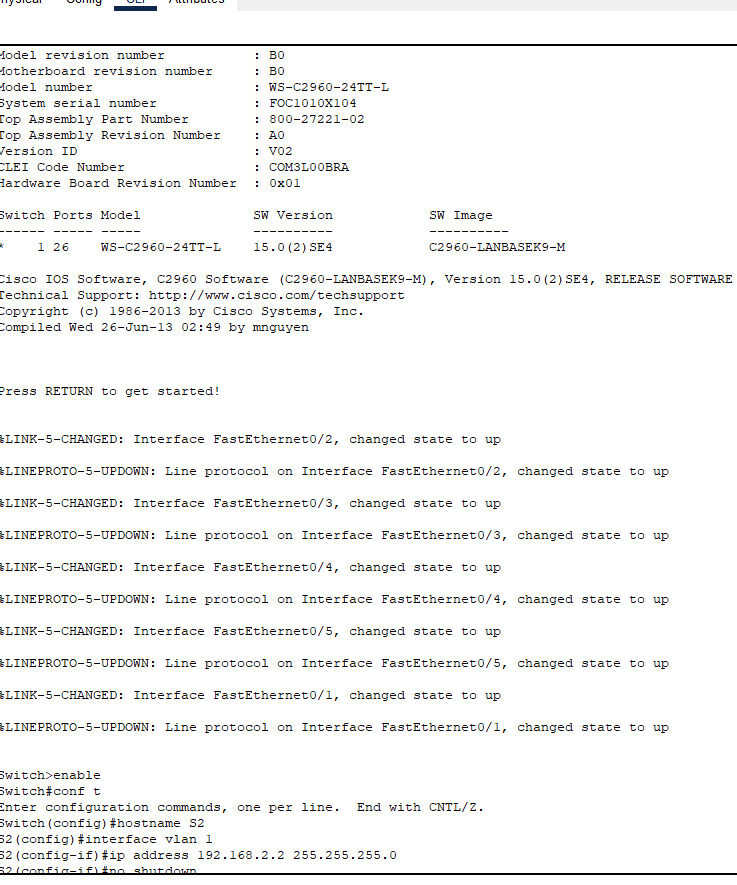 Physical Config CLI Attributes
Model revision number : B0
Motherboard revision number : B0
Model number : WS-C2960-24TT-L
System serial number : FOC1010X104
Top Assembly Part Number : 800-27221-02
Top Assembly Revision Number : A0
Version ID : V02
CLEI Code Number : COM3L00BRA
Hardware Board Revision Number : 0x01
Switch Ports Model SW Version SW Image
------ ----- ----- ---------- ----------
* 1 26 WS-C2960-24TT-L 15.0(2)SE4 C2960-LANBASEK9-M
Cisco IOS Software, C2960 Software (C2960-LANBASEK9-M), Version 15.0(2)SE4, RELEASE SOFTWARE
Technical Support: http://www.cisco.com/techsupport
Copyright (c) 1986-2013 by Cisco Systems, Inc.
Compiled Wed 26-Jun-13 02:49 by mnguyen
Press RETURN to get started!
%LINK-5-CHANGED: Interface FastEthernet0/2, changed state to up
%LINEPROTO-5-UPDOWN: Line protocol on Interface FastEthernet0/2, changed state to up
%LINK-5-CHANGED: Interface FastEthernet0/3, changed state to up
%LINEPROTO-5-UPDOWN: Line protocol on Interface FastEthernet0/3, changed state to up
%LINK-5-CHANGED: Interface FastEthernet0/4, changed state to up
%LINEPROTO-5-UPDOWN: Line protocol on Interface FastEthernet0/4, changed state to up
%LINK-5-CHANGED: Interface FastEthernet0/5, changed state to up
%LINEPROTO-5-UPDOWN: Line protocol on Interface FastEthernet0/5, changed state to up
%LINK-5-CHANGED: Interface FastEthernet0/1, changed state to up
%LINEPROTO-5-UPDOWN: Line protocol on Interface FastEthernet0/1, changed state to up
Switch>enable
Switch#conf t
Enter configuration commands, one per line. End with CNTL/Z.
Switch(config)#hostname S2
S2(config)#interface vlan 1
S2(config-if)#ip address 192.168.2.2 255.255.255.0
S2(config-if)#no shutdown